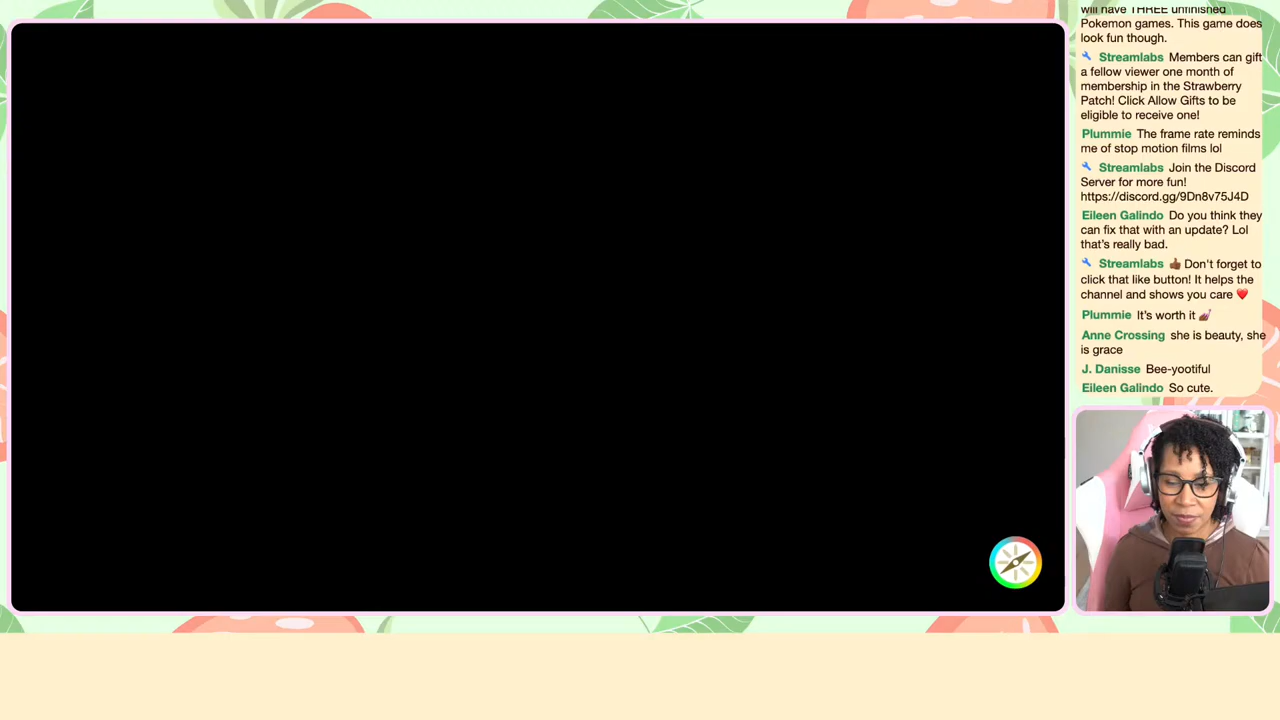 will have THREE unfinished
Pokemon games. This game does
look fun though.
Streamlabs Members can gift
a fellow viewer one month of
membership in the Strawberry
Patch! Click Allow Gifts to be
eligible to receive one!
Plummie The frame rate reminds
me of stop motion films lol
Streamlabs Join the Discord
Server for more fun!
https://discord.gg/9Dn8v75J4D
Eileen Galindo Do you think they
can fix that with an update? Lol
that's really bad.
Streamlabs 👍🏾 Don't forget to
click that like button! It helps the
channel and shows you care ❤️
Plummie It's worth it 💅🏾
Anne Crossing she is beauty, she
is grace
J. Danisse Bee-yootiful
Eileen Galindo So cute.